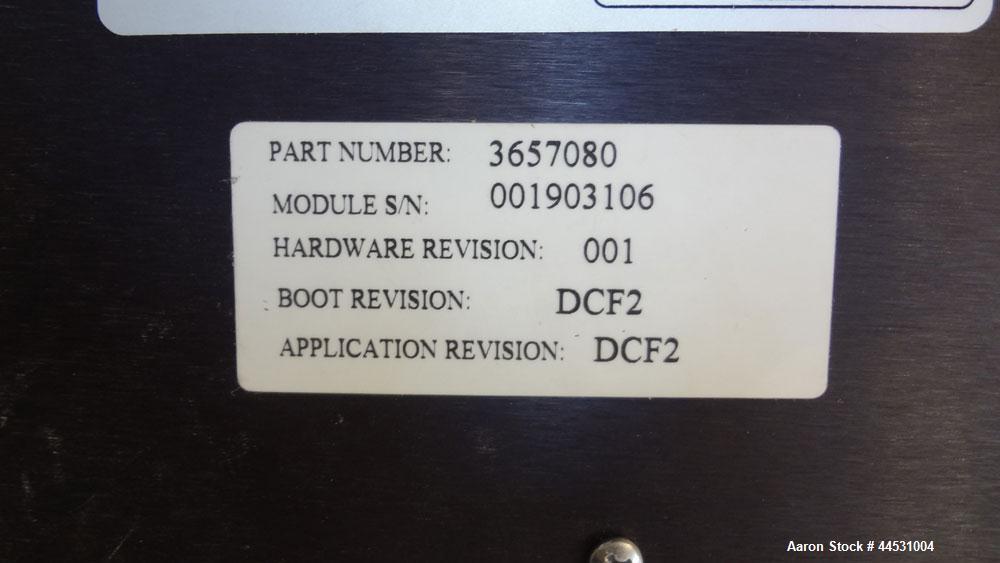 PART NUMBER: 3657080
MODULE S/N: 001903106
HARDWARE REVISION: 001
BOOT REVISION: DCF2
APPLICATION REVISION: DCF2
Aaron Stock # 44531004